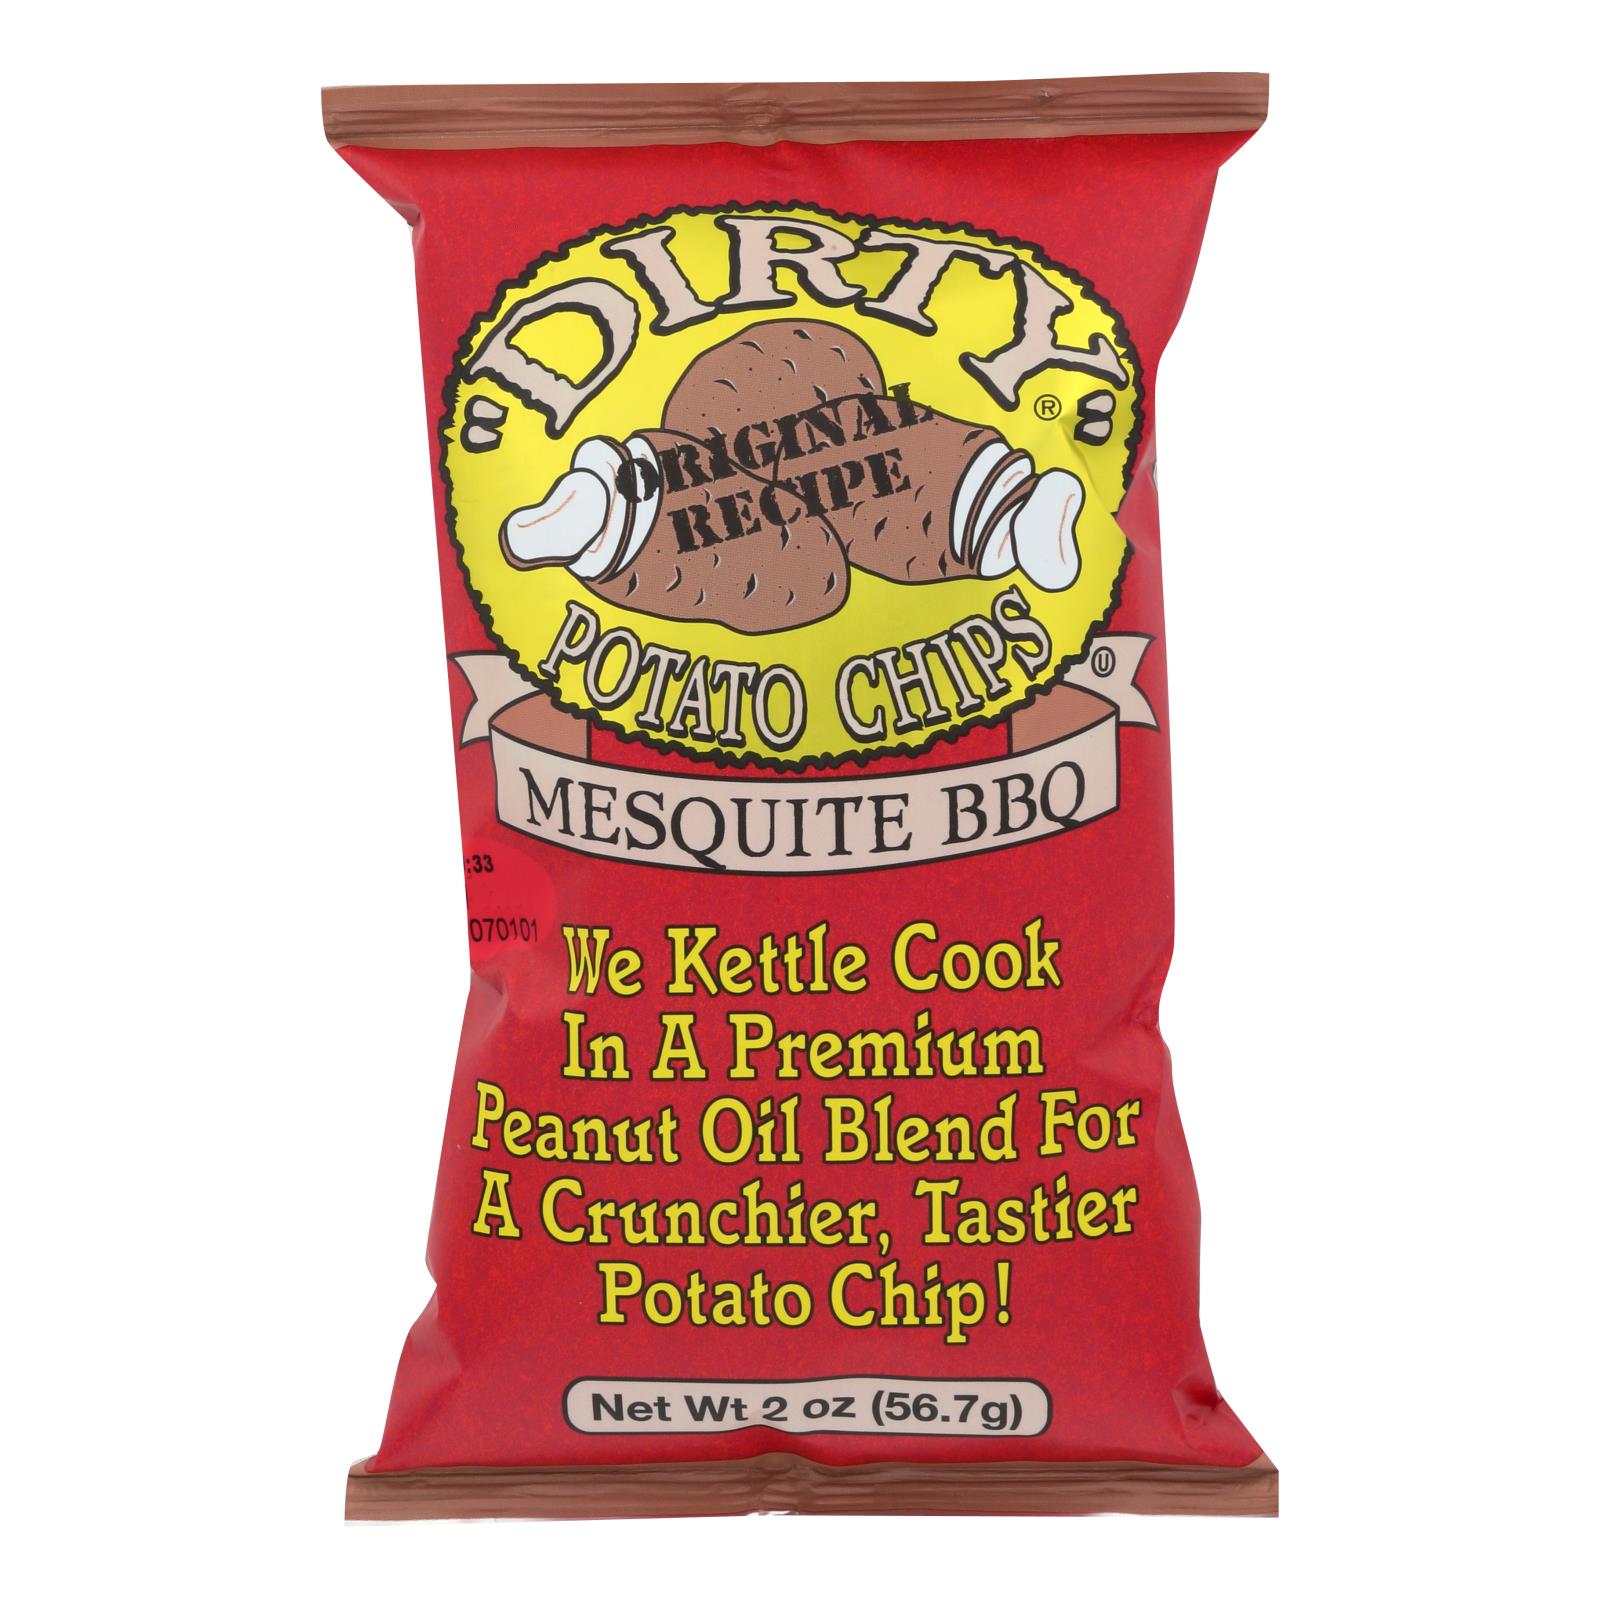 "DIRTY"®
ORIGINAL
RECIPE
POTATO CHIPS
U
MESQUITE BBQ
:33
070101
We Kettle Cook
In A Premium
Peanut Oil Blend For
A Crunchier, Tastier
Potato Chip!
Net Wt 2 oz (56.7g)